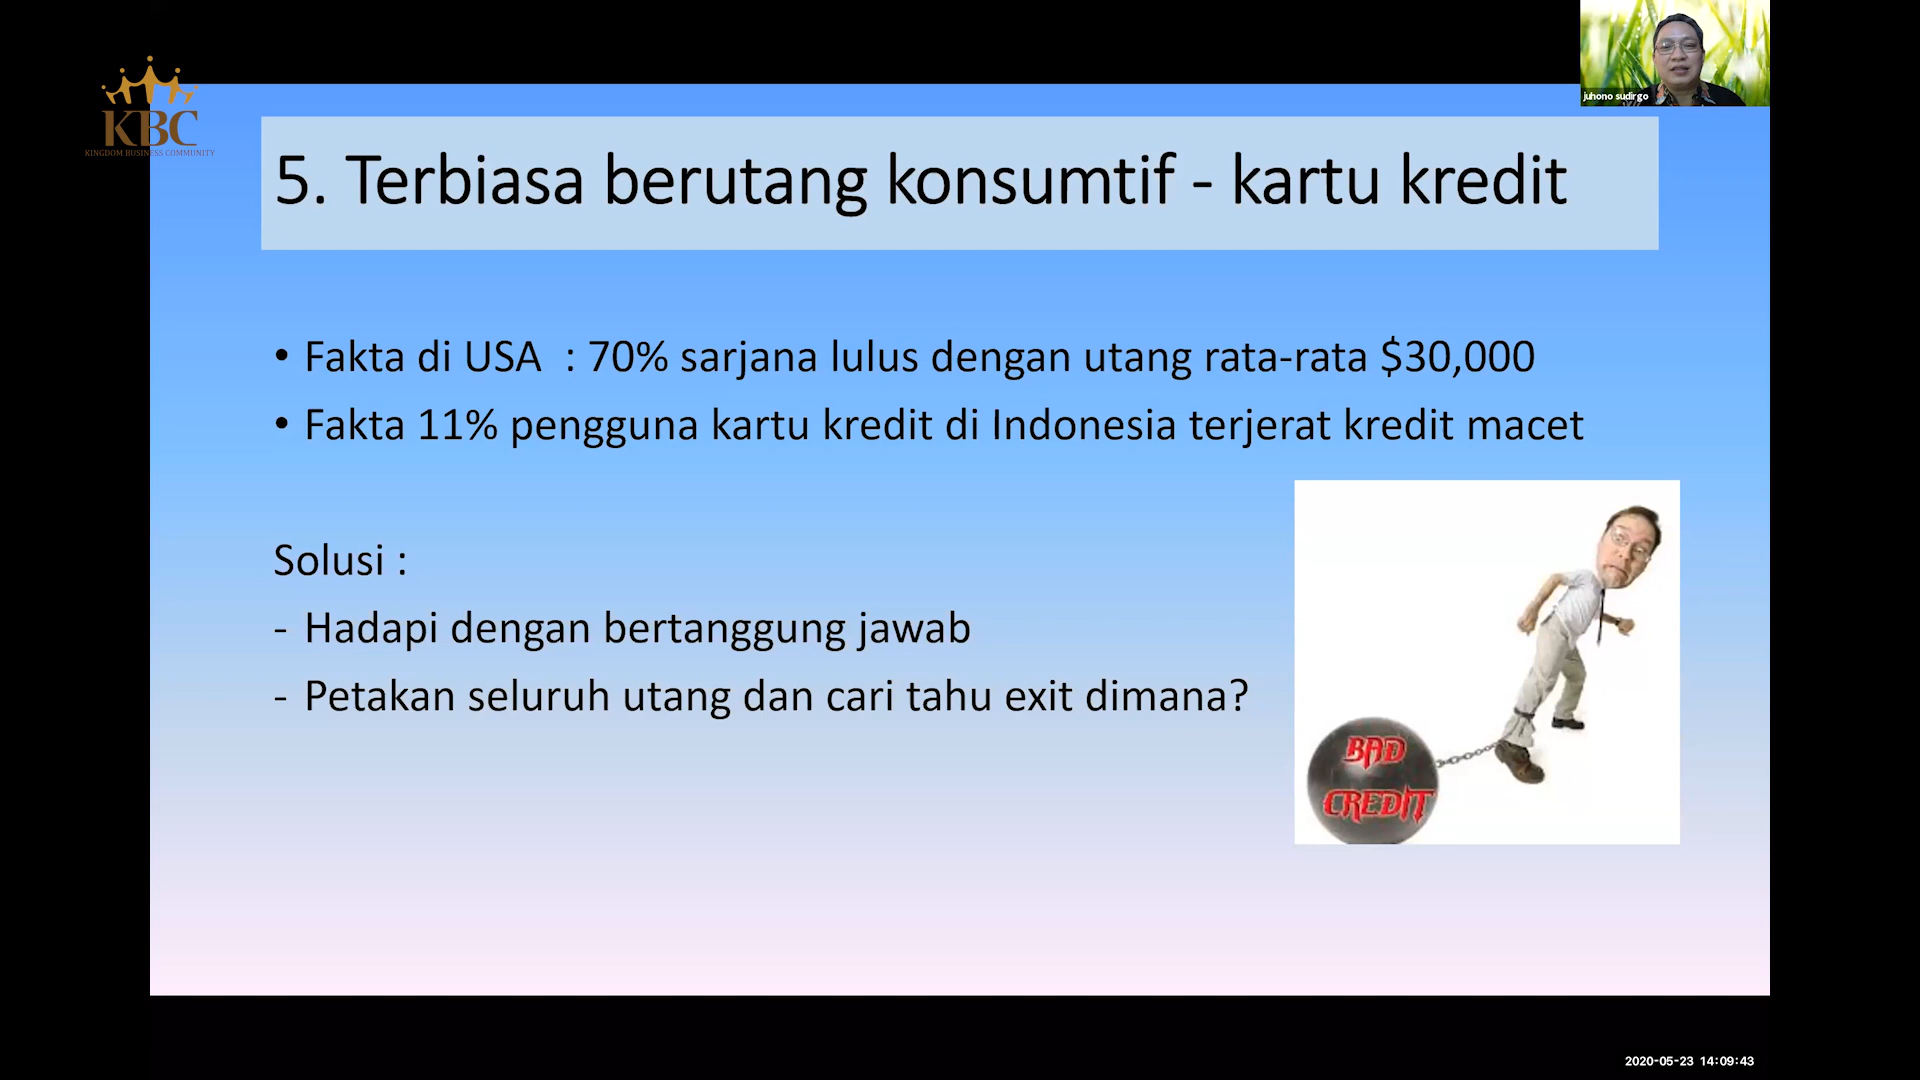 juhono sudirgo
KBC
KINGDOM BUSINESS COMMUNITY
5. Terbiasa berutang konsumtif - kartu kredit
• Fakta di USA : 70% sarjana lulus dengan utang rata-rata $30,000
• Fakta 11% pengguna kartu kredit di Indonesia terjerat kredit macet
Solusi :
- Hadapi dengan bertanggung jawab
- Petakan seluruh utang dan cari tahu exit dimana?
BAD
CREDIT
2020-05-23 14:09:43